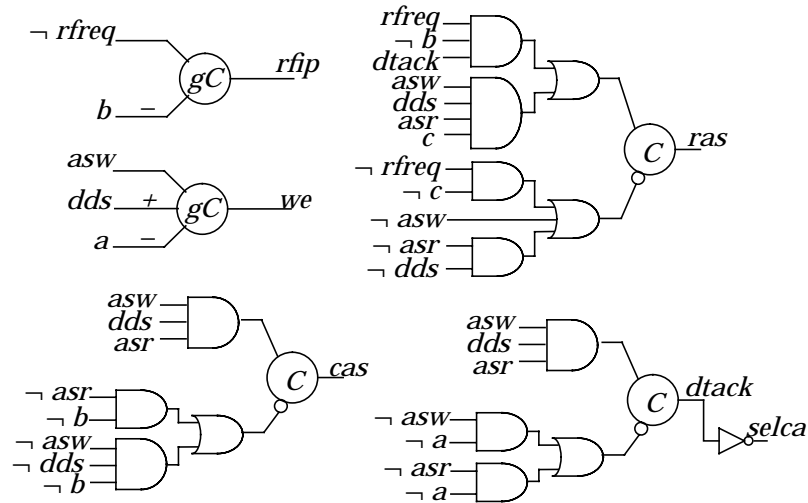 ¬ rfreq
b
−
gC
rfip
asw
dds
+
a
−
gC
we
rfreq
¬ b
dtack
asw
dds
asr
c
¬ rfreq
¬ c
¬ asw
¬ asr
¬ dds
C
ras
asw
dds
asr
¬ asr
¬ b
¬ asw
¬ dds
¬ b
C
cas
asw
dds
asr
¬ asw
¬ a
¬ asr
¬ a
C
dtack
selca